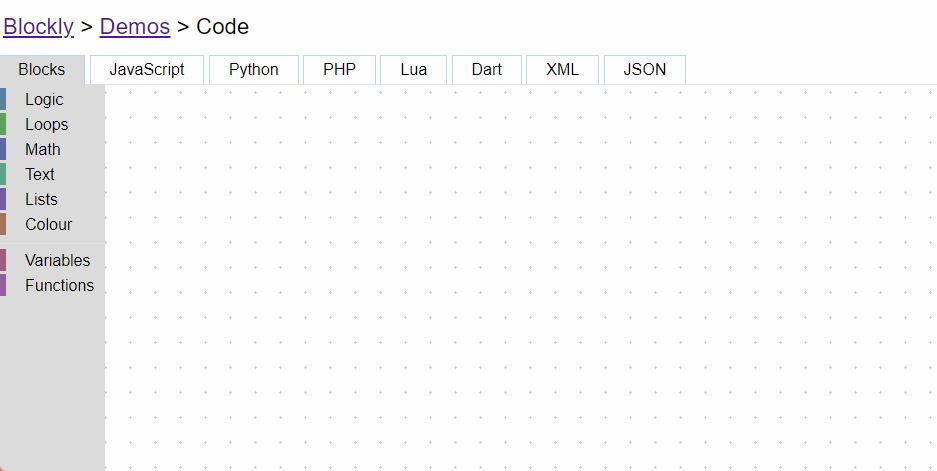 Blockly > Demos > Code
Blocks JavaScript Python PHP Lua Dart XML JSON
Logic
Loops
Math
Text
Lists
Colour
Variables
Functions